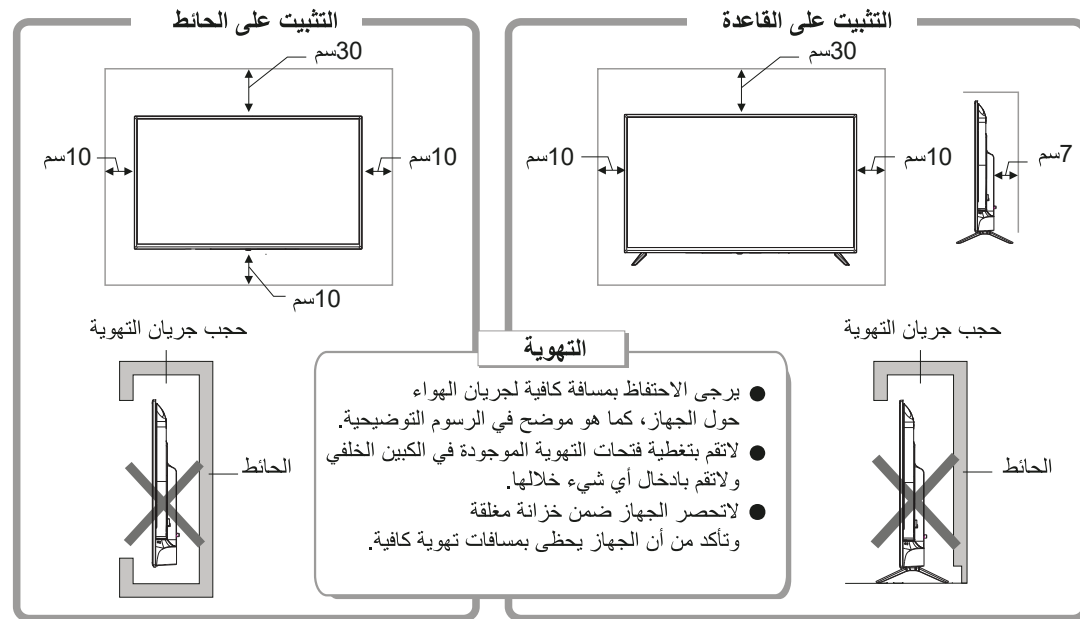 التثبيت على القاعدة
30سم
10سم
10سم
7سم
حجب جريان التهوية
الحائط
التثبيت على الحائط
30سم
10سم
10سم
10سم
حجب جريان التهوية
الحائط
التهوية
● يرجى الاحتفاظ بمسافة كافية لجريان الهواء
حول الجهاز، كما هو موضح في الرسوم التوضيحية.
● لاتقم بتغطية فتحات التهوية الموجودة في الكبين الخلفي
ولاتقم بادخال أي شيء خلالها.
● لاتحصر الجهاز ضمن خزانة مغلقة
وتأكد من أن الجهاز يحظى بمسافات تهوية كافية.